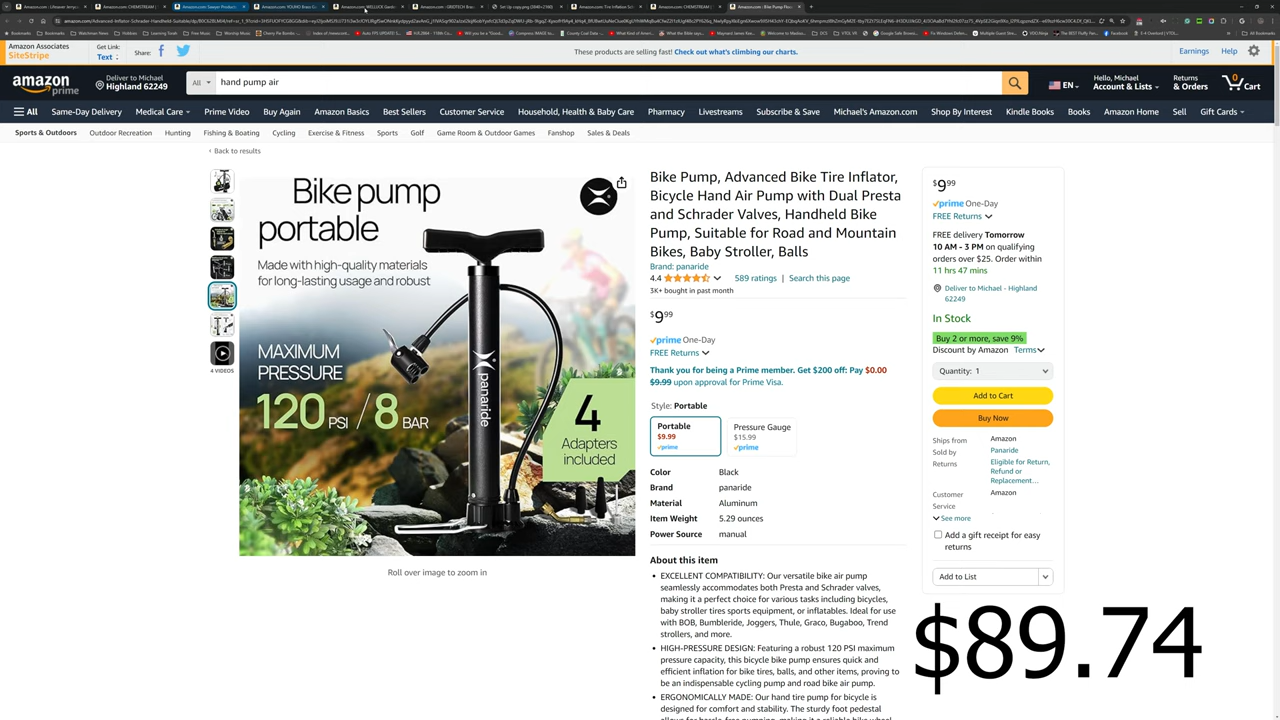 Amazon Associates
SiteStripe
Get Link:
Text
Share:
These products are selling fast! Check out what's climbing our charts.
Earnings
Help
amazon
prime
Deliver to Michael
Highland 62249
All
hand pump air
EN
Hello, Michael
Account & Lists
Returns
& Orders
0
Cart
All
Same-Day Delivery
Medical Care
Prime Video
Buy Again
Amazon Basics
Best Sellers
Customer Service
Household, Health & Baby Care
Pharmacy
Livestreams
Michael's Amazon.com
Shop By Interest
Kindle Books
Books
Amazon Home
Sell
Gift Cards
Sports & Outdoors
Outdoor Recreation
Hunting
Fishing & Boating
Cycling
Exercise & Fitness
Sports
Golf
Game Room & Outdoor Games
Fanshop
Sales & Deals
‹ Back to results
4 VIDEOS
Bike pump
portable
Made with high-quality materials
for long-lasting usage and robust
MAXIMUM
PRESSURE
120 PSI / 8 BAR
panaride
4
Adapters
included
Roll over image to zoom in
Bike Pump, Advanced Bike Tire Inflator,
Bicycle Hand Air Pump with Dual Presta
and Schrader Valves, Handheld Bike
Pump, Suitable for Road and Mountain
Bikes, Baby Stroller, Balls
Brand: panaride
4.4
589 ratings | Search this page
3K+ bought in past month
$9.99
prime One-Day
FREE Returns
Thank you for being a Prime member. Get $200 off: Pay $0.00
$9.99 upon approval for Prime Visa.
Style: Portable
Portable
$9.99
prime
Pressure Gauge
$15.99
prime
Color Black
Brand panaride
Material Aluminum
Item Weight 5.29 ounces
Power Source manual
About this item
• EXCELLENT COMPATIBILITY: Our versatile bike air pump
seamlessly accommodates both Presta and Schrader valves,
making it a perfect choice for various tasks including bicycles,
baby stroller tires sports equipment, or inflatables. Ideal for use
with BOB, Bumbleride, Joggers, Thule, Graco, Bugaboo, Trend
strollers, and more.
• HIGH-PRESSURE DESIGN: Featuring a robust 120 PSI maximum
pressure capacity, this bicycle bike pump ensures quick and
efficient inflation for bike tires, balls, and other items, proving to
be an indispensable cycling pump and road bike air pump.
• ERGONOMICALLY MADE: Our hand tire pump for bicycle is
designed for comfort and stability. The sturdy foot pedestal
$9.99
prime One-Day
FREE Returns
FREE delivery Tomorrow
10 AM - 3 PM on qualifying
orders over $25. Order within
11 hrs 47 mins
Deliver to Michael - Highland
62249
In Stock
Buy 2 or more, save 9%
Discount by Amazon Terms
Quantity: 1
Add to Cart
Buy Now
Ships from Amazon
Sold by Panaride
Returns Eligible for Return,
Refund or
Replacement...
Customer Amazon
Service
See more
Add a gift receipt for easy
returns
Add to List
$89.74